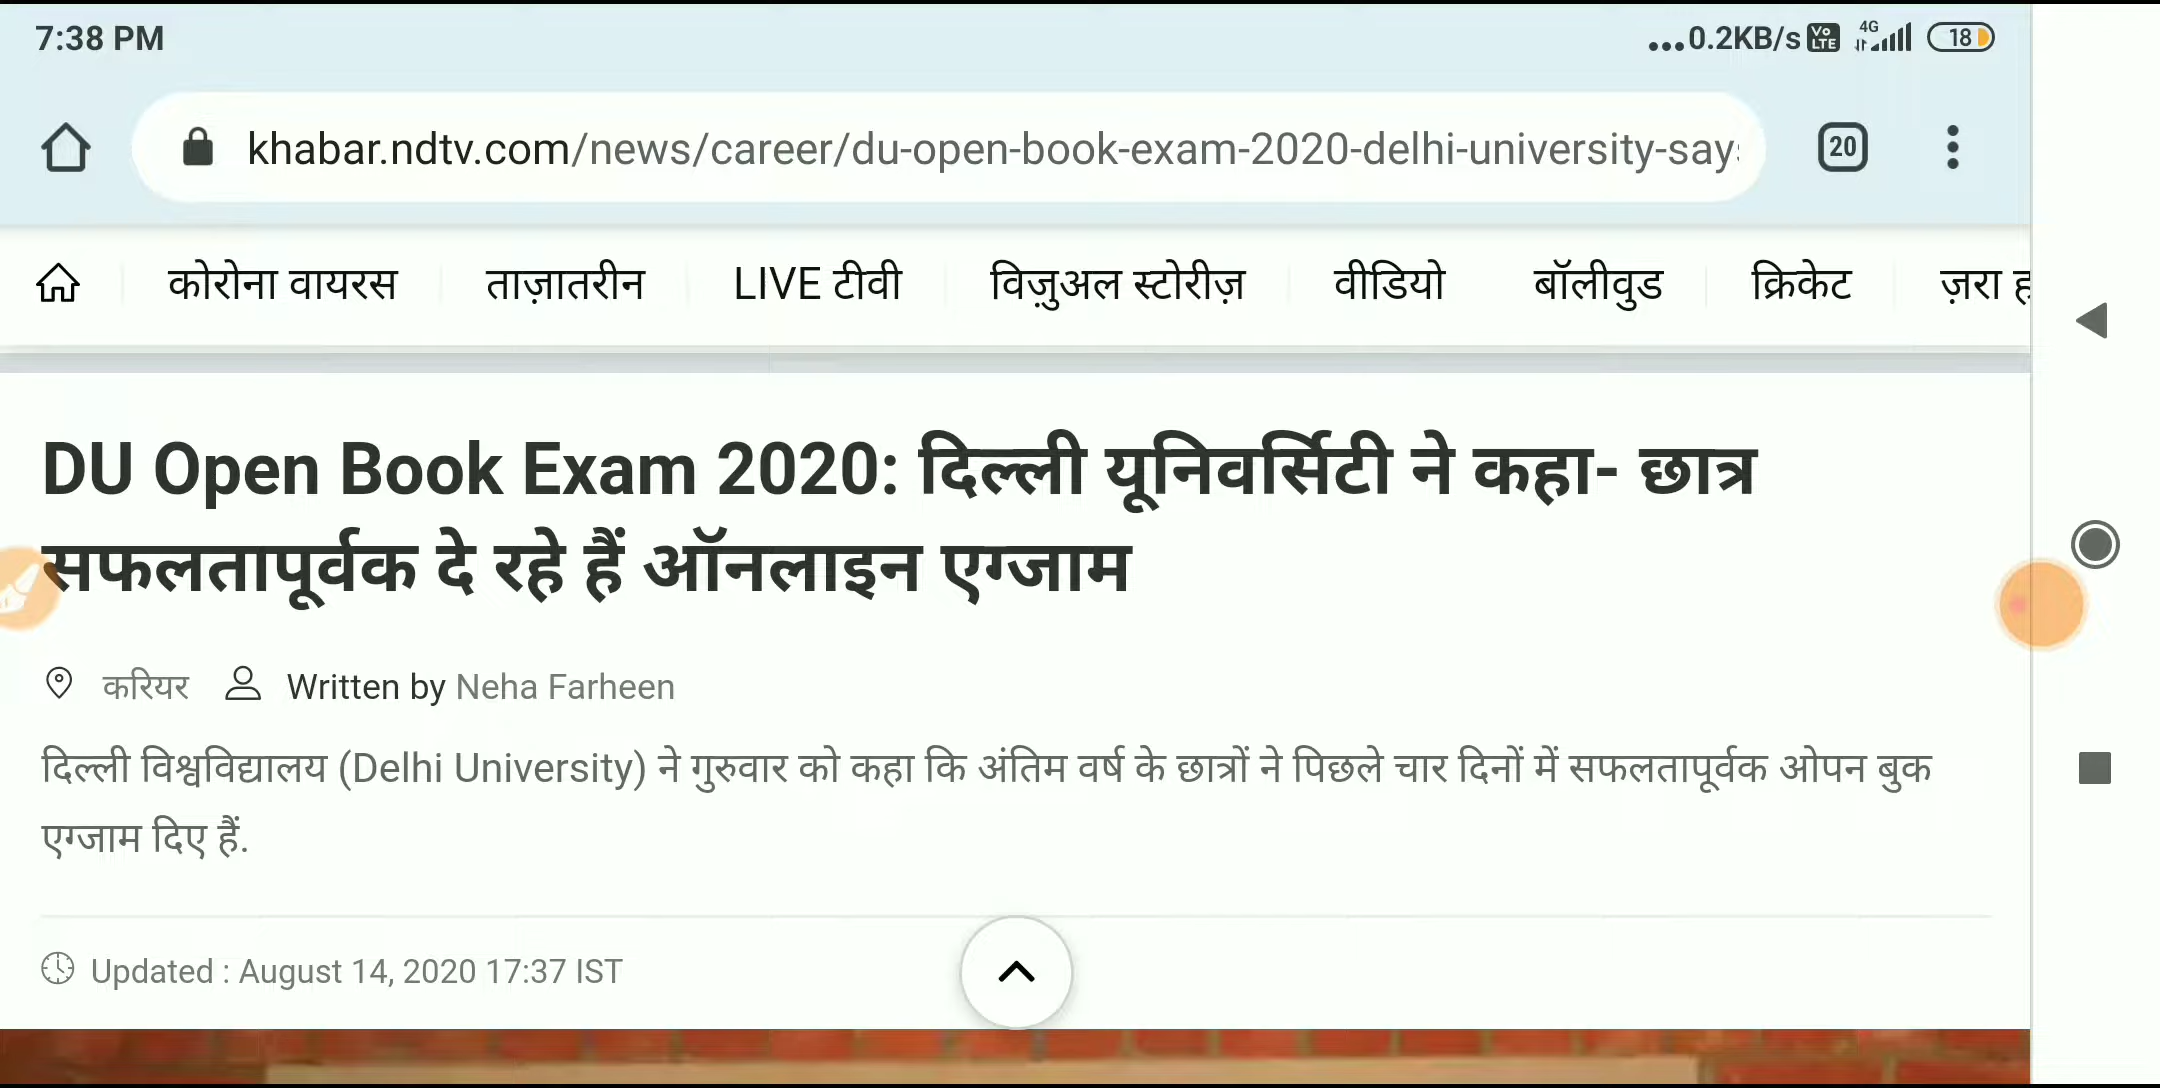 7:38 PM
...0.2KB/s Vo LTE 4G 18
khabar.ndtv.com/news/career/du-open-book-exam-2020-delhi-university-say
20
कोरोना वायरस ताज़ातरीन LIVE टीवी विज़ुअल स्टोरीज़ वीडियो बॉलीवुड क्रिकेट ज़रा
DU Open Book Exam 2020: दिल्ली यूनिवर्सिटी ने कहा- छात्र
सफलतापूर्वक दे रहे हैं ऑनलाइन एग्जाम
करियर Written by Neha Farheen
दिल्ली विश्वविद्यालय (Delhi University) ने गुरुवार को कहा कि अंतिम वर्ष के छात्रों ने पिछले चार दिनों में सफलतापूर्वक ओपन बुक
एग्जाम दिए हैं.
Updated : August 14, 2020 17:37 IST